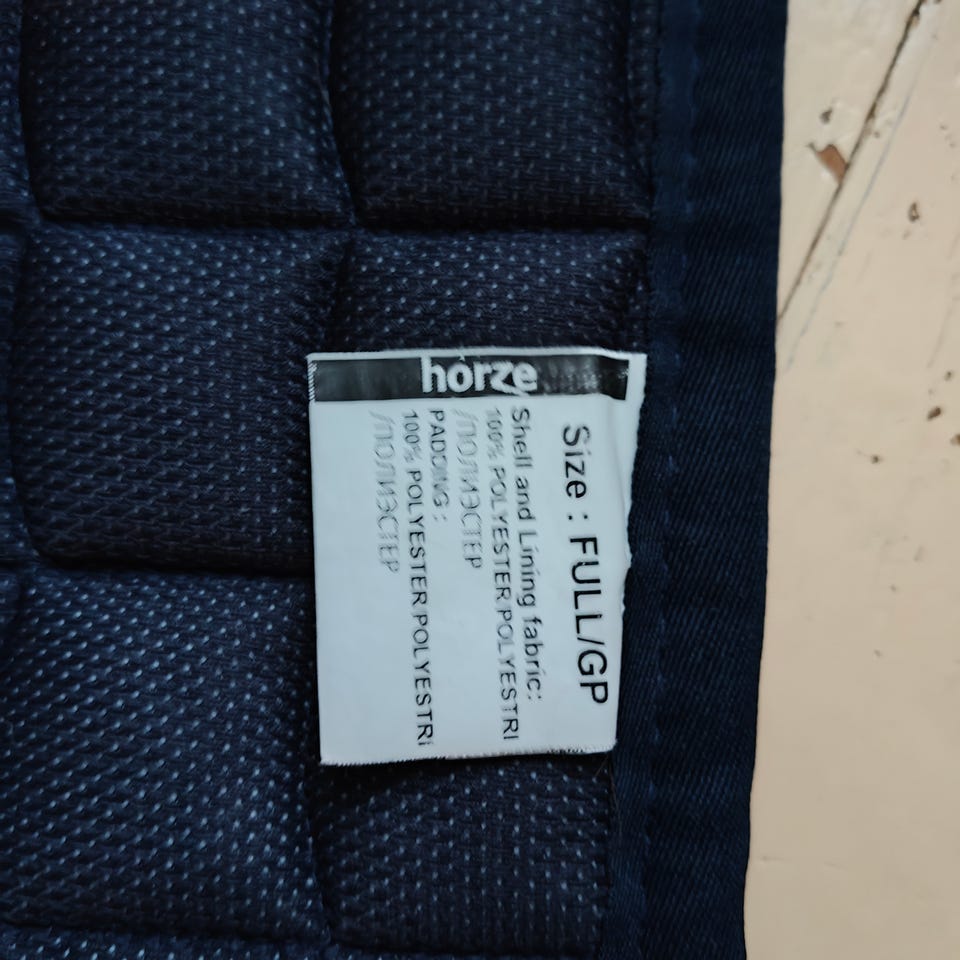 horze
Size : FULL/GP
Shell and Lining fabric:
100% POLYESTER POLYESTRI
/ПОЛИЭСТЕР
PADDING :
100% POLYESTER POLYESTRI
/ПОЛИЭСТЕР